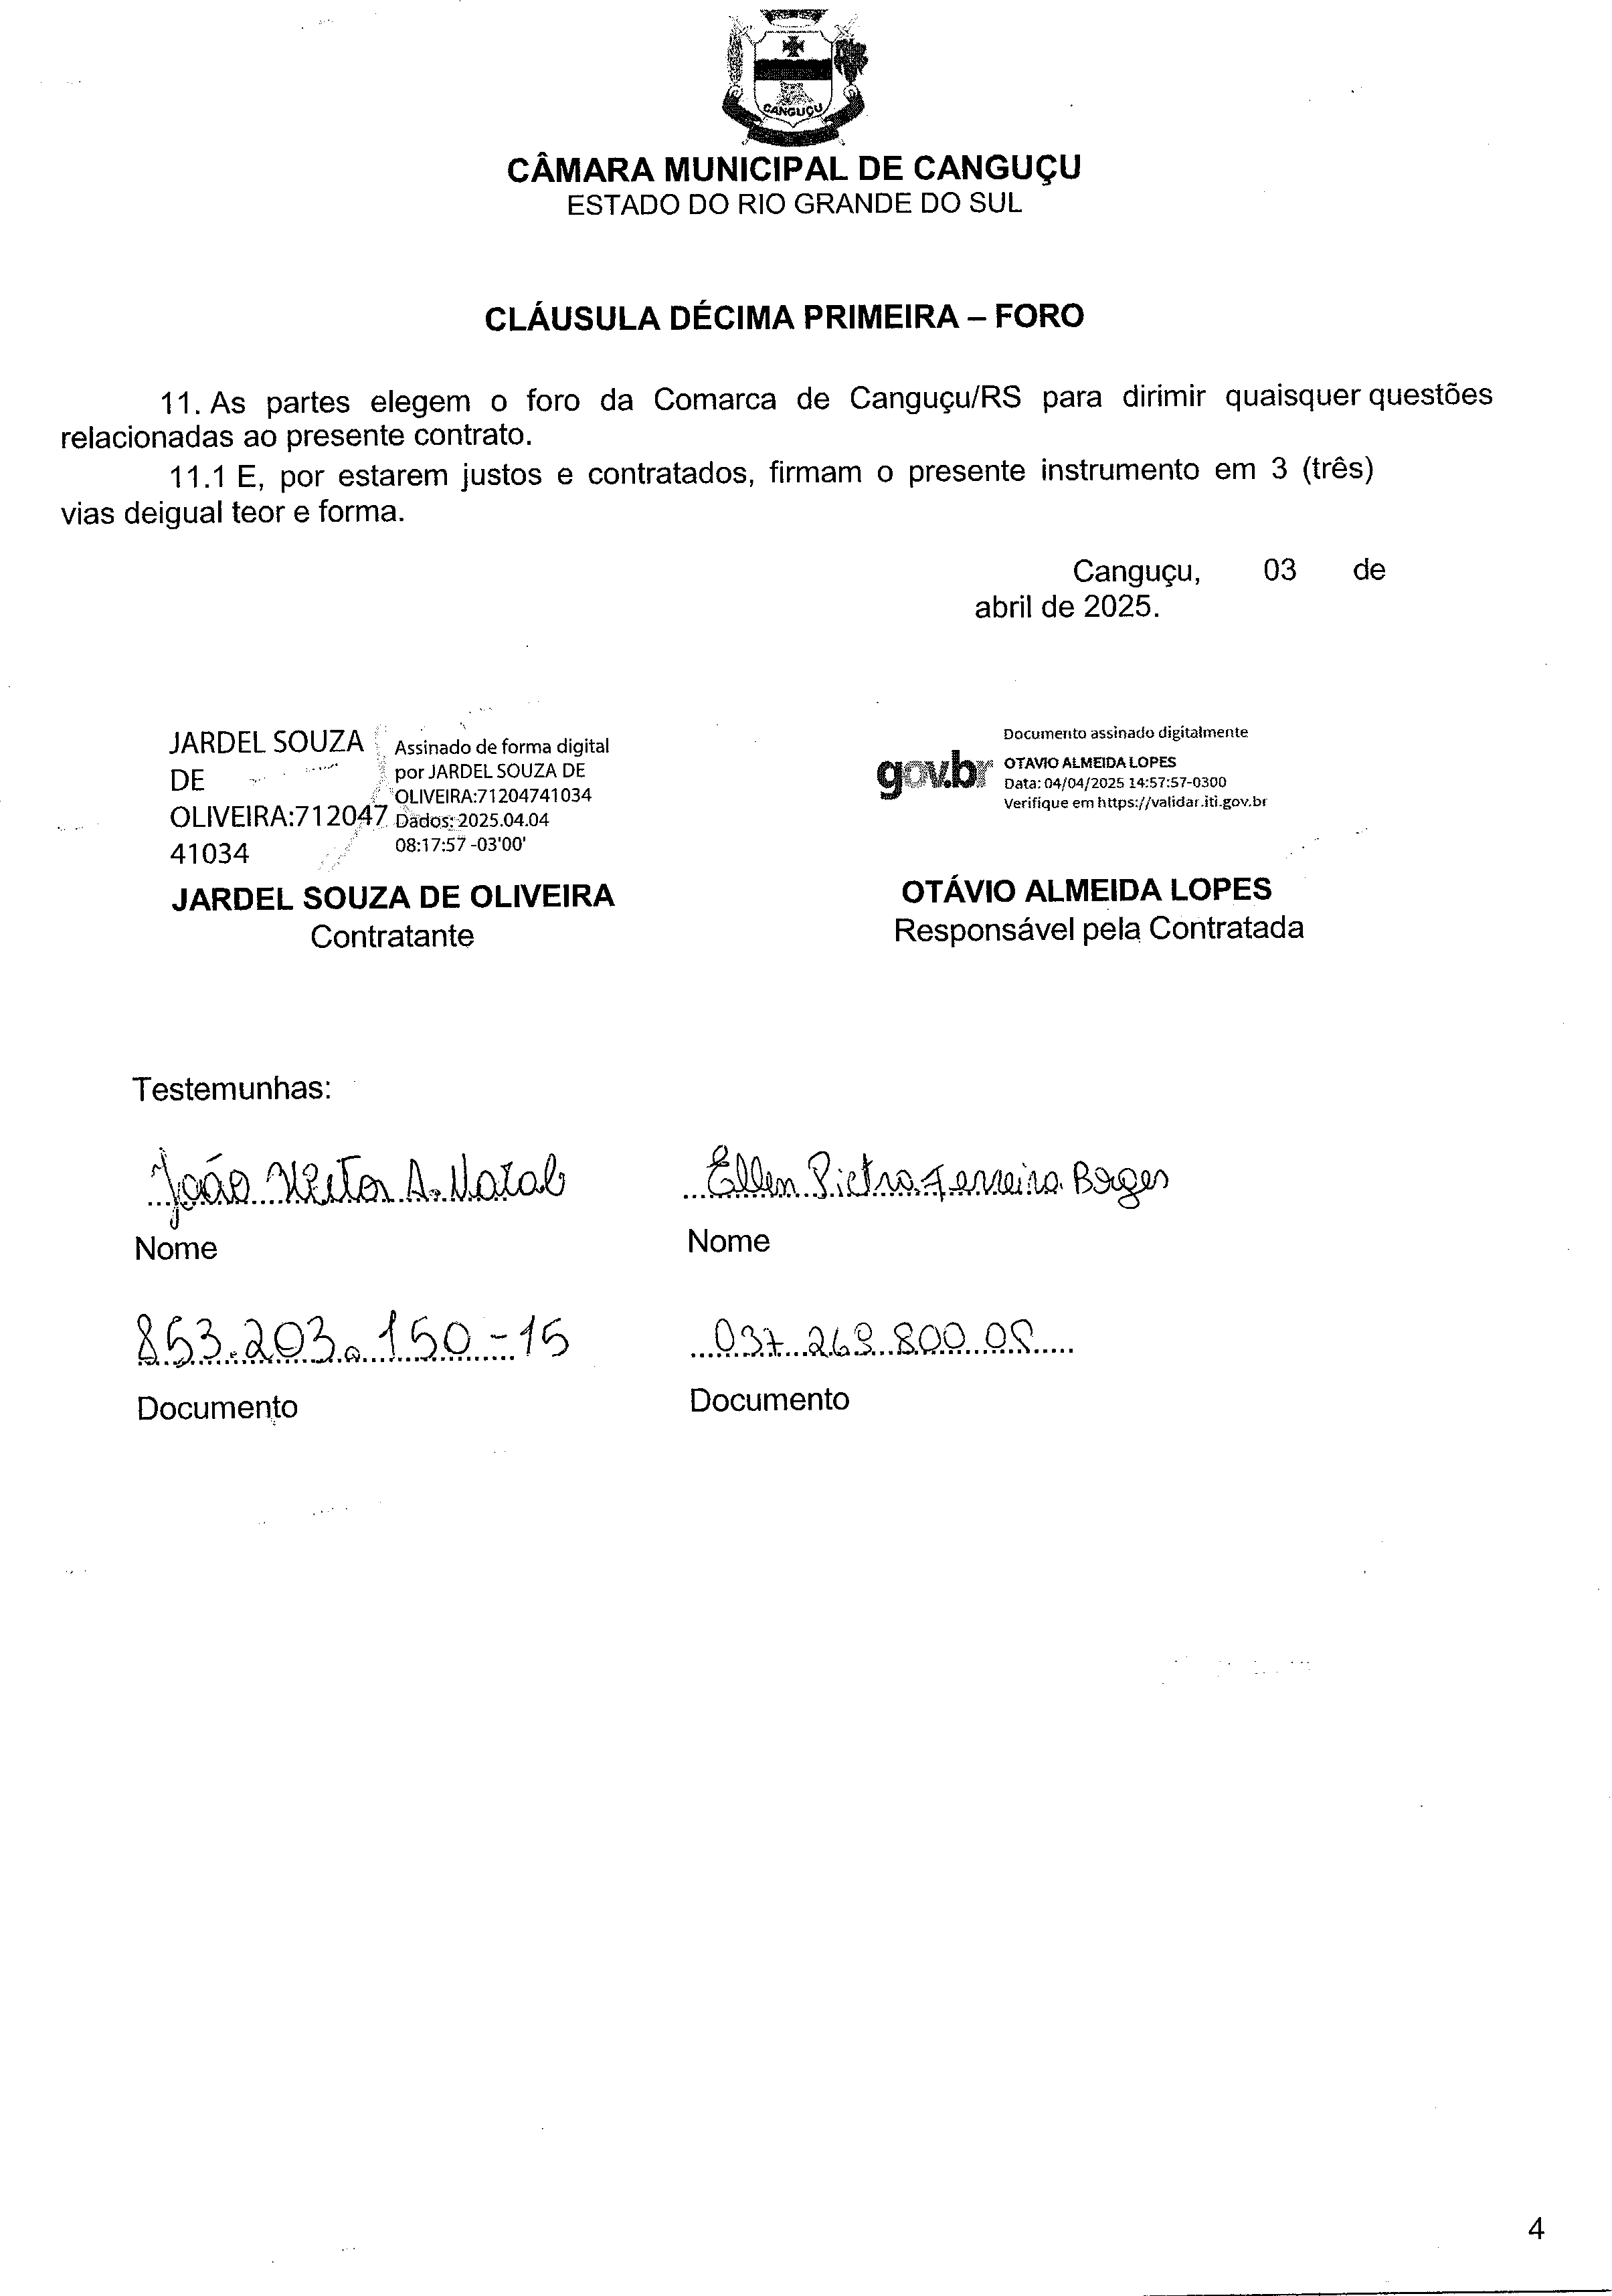 CANGUÇU
CÂMARA MUNICIPAL DE CANGUÇU
ESTADO DO RIO GRANDE DO SUL
CLÁUSULA DÉCIMA PRIMEIRA – FORO
11. As partes elegem o foro da Comarca de Canguçu/RS para dirimir quaisquer questões
relacionadas ao presente contrato.
11.1 E, por estarem justos e contratados, firmam o presente instrumento em 3 (três)
vias deigual teor e forma.
Canguçu, 03 de
abril de 2025.
JARDEL SOUZA
DE
OLIVEIRA:712047
41034
Assinado de forma digital
por JARDEL SOUZA DE
OLIVEIRA:71204741034
Dados: 2025.04.04
08:17:57 -03'00'
JARDEL SOUZA DE OLIVEIRA
Contratante
gov.br
Documento assinado digitalmente
OTAVIO ALMEIDA LOPES
Data: 04/04/2025 14:57:57-0300
Verifique em https://validar.iti.gov.br
OTÁVIO ALMEIDA LOPES
Responsável pela Contratada
Testemunhas:
João A. Natal
Nome
Ellen Pietra Ferreira Borges
Nome
Documento
Documento
4